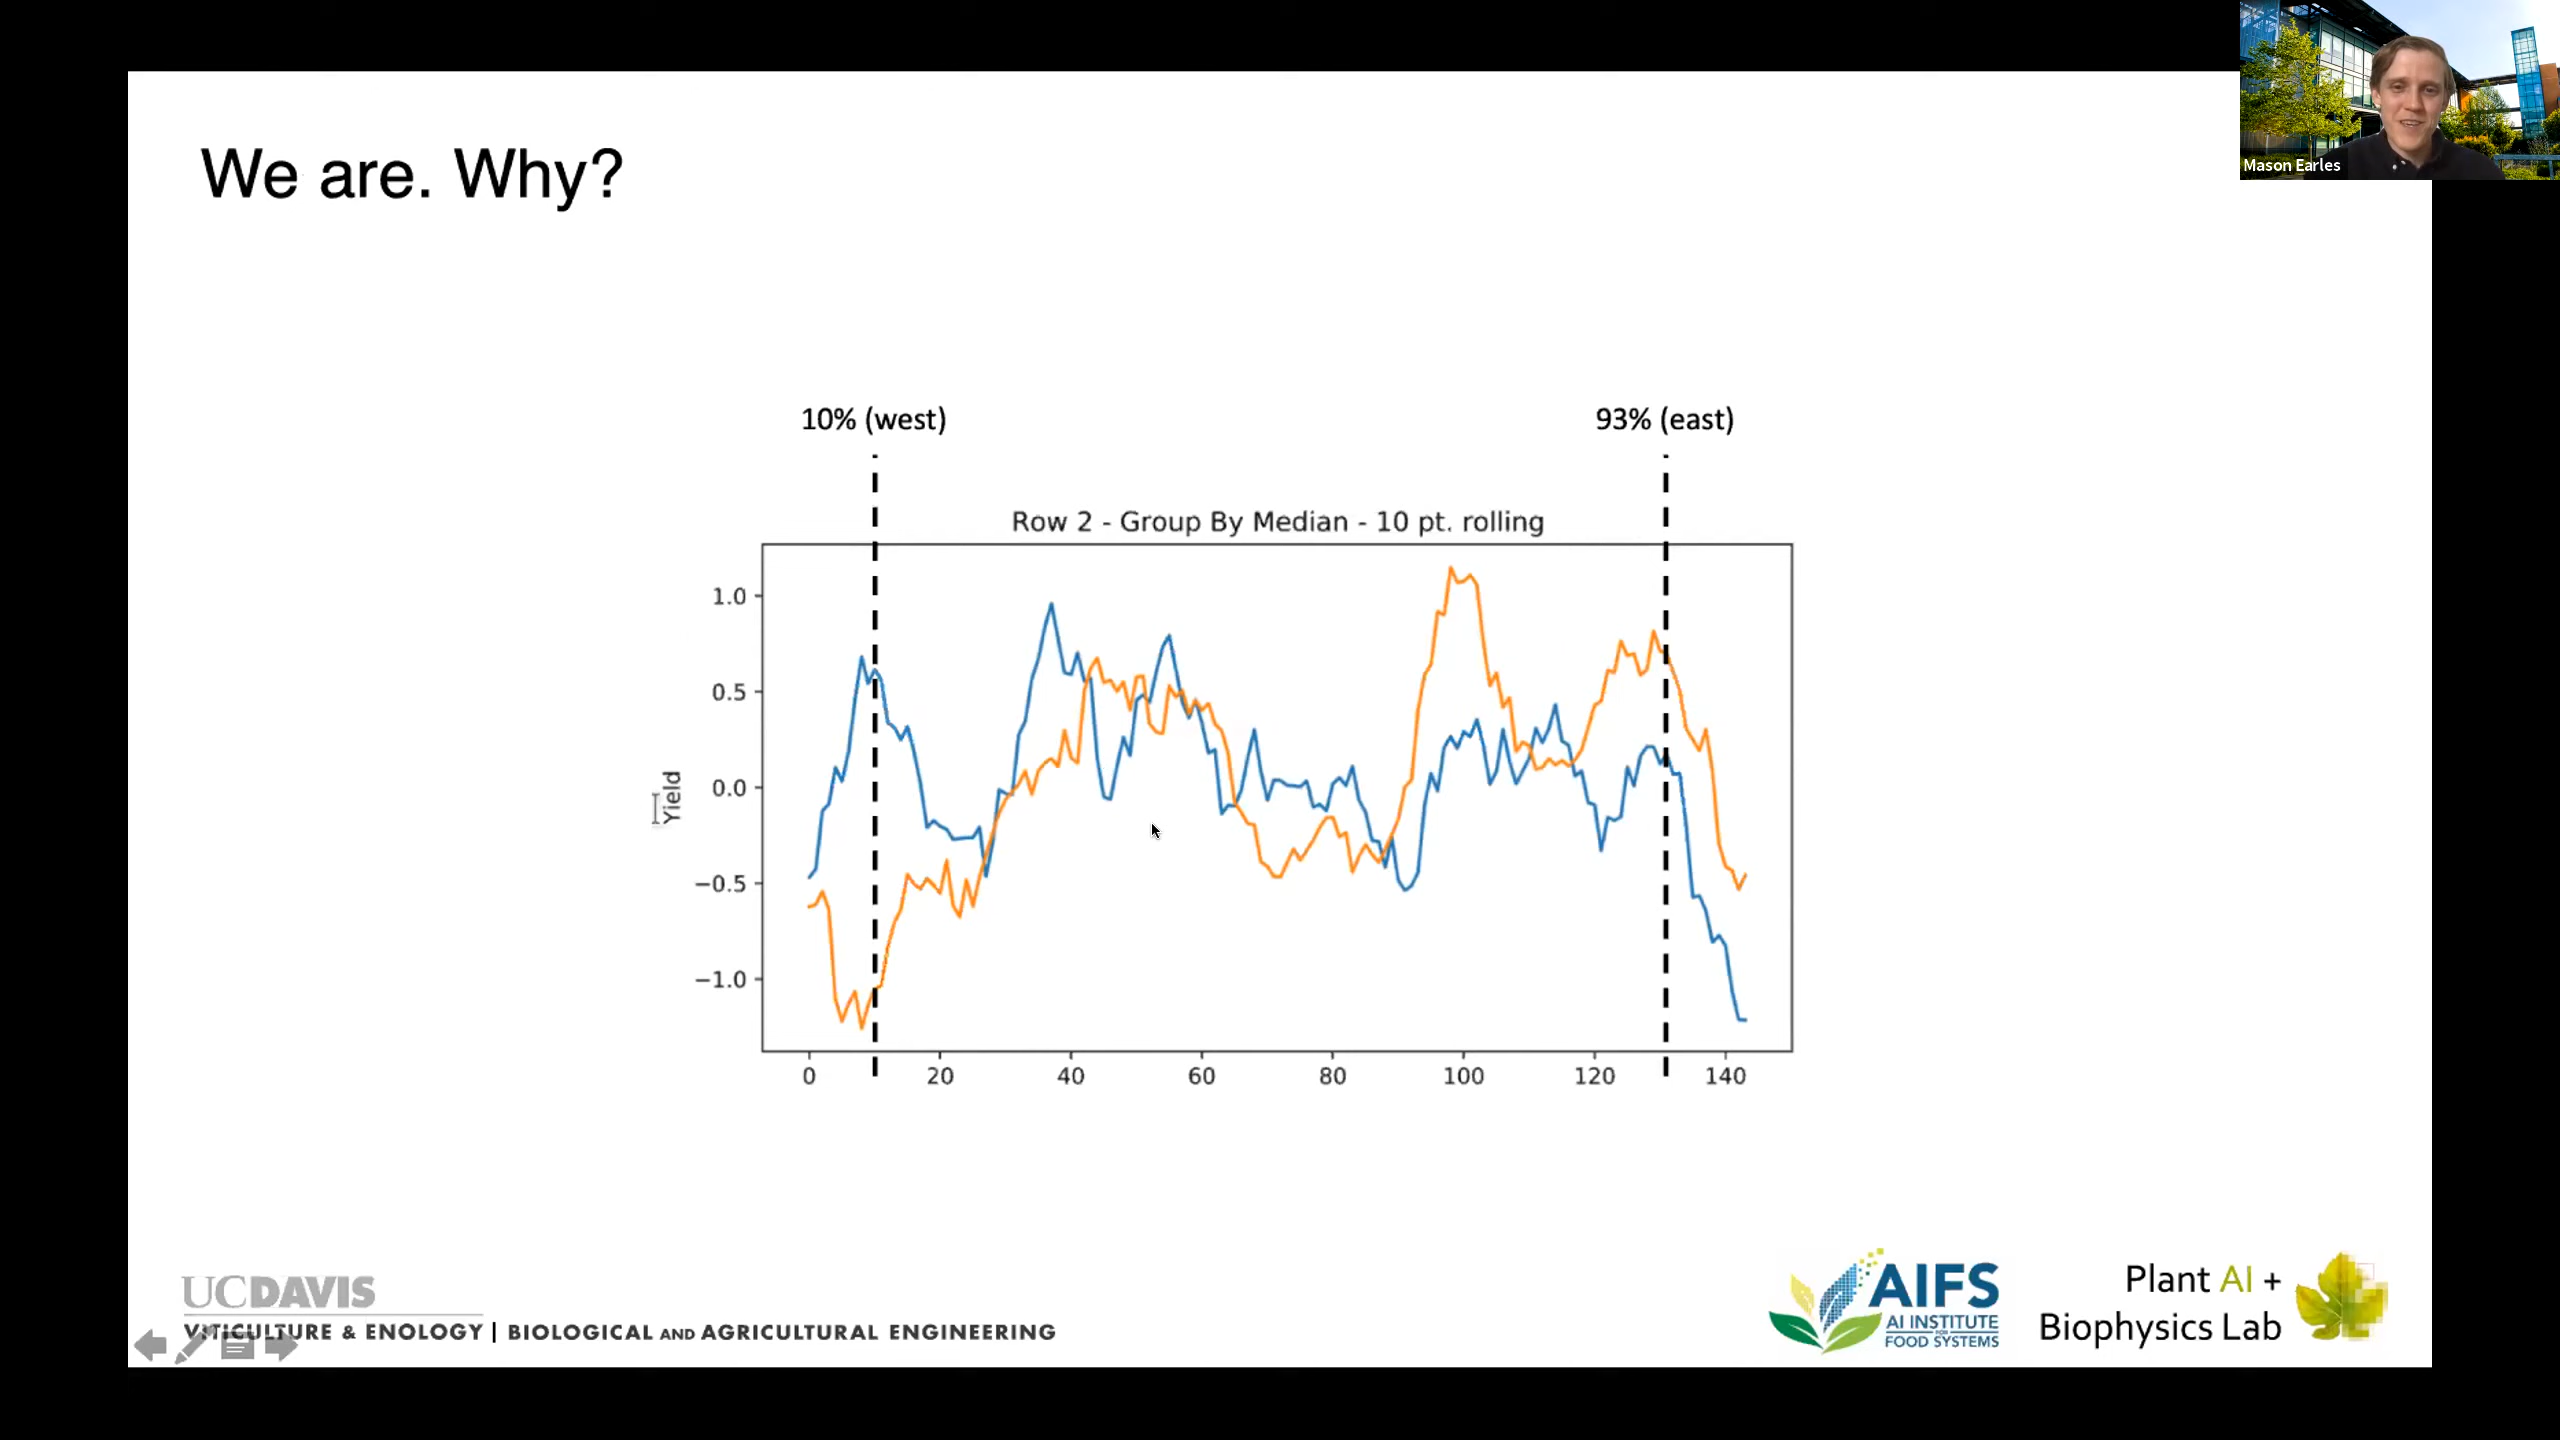 Mason Earles
We are. Why?
10% (west)
93% (east)
Row 2 - Group By Median - 10 pt. rolling
1.0
0.5
0.0
−0.5
−1.0
Yield
0 20 40 60 80 100 120 140
UCDAVIS
VITICULTURE & ENOLOGY | BIOLOGICAL AND AGRICULTURAL ENGINEERING
AIFS
AI INSTITUTE
FOR
FOOD SYSTEMS
Plant AI +
Biophysics Lab